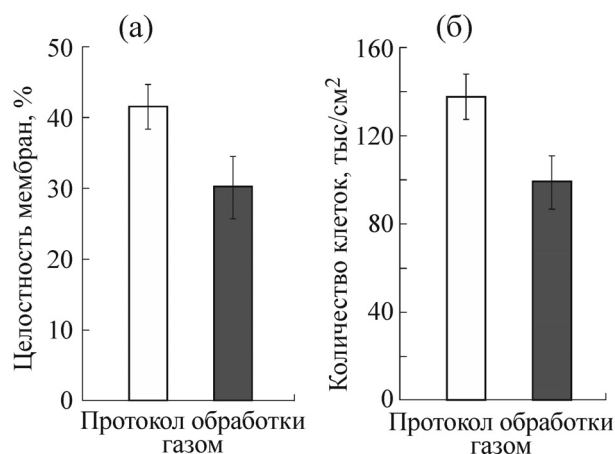 (а)
Целостность мембран, %
50
40
30
20
10
0
Протокол обработки
газом
(б)
Количество клеток, тыс/см²
160
120
80
40
0
Протокол обработки
газом